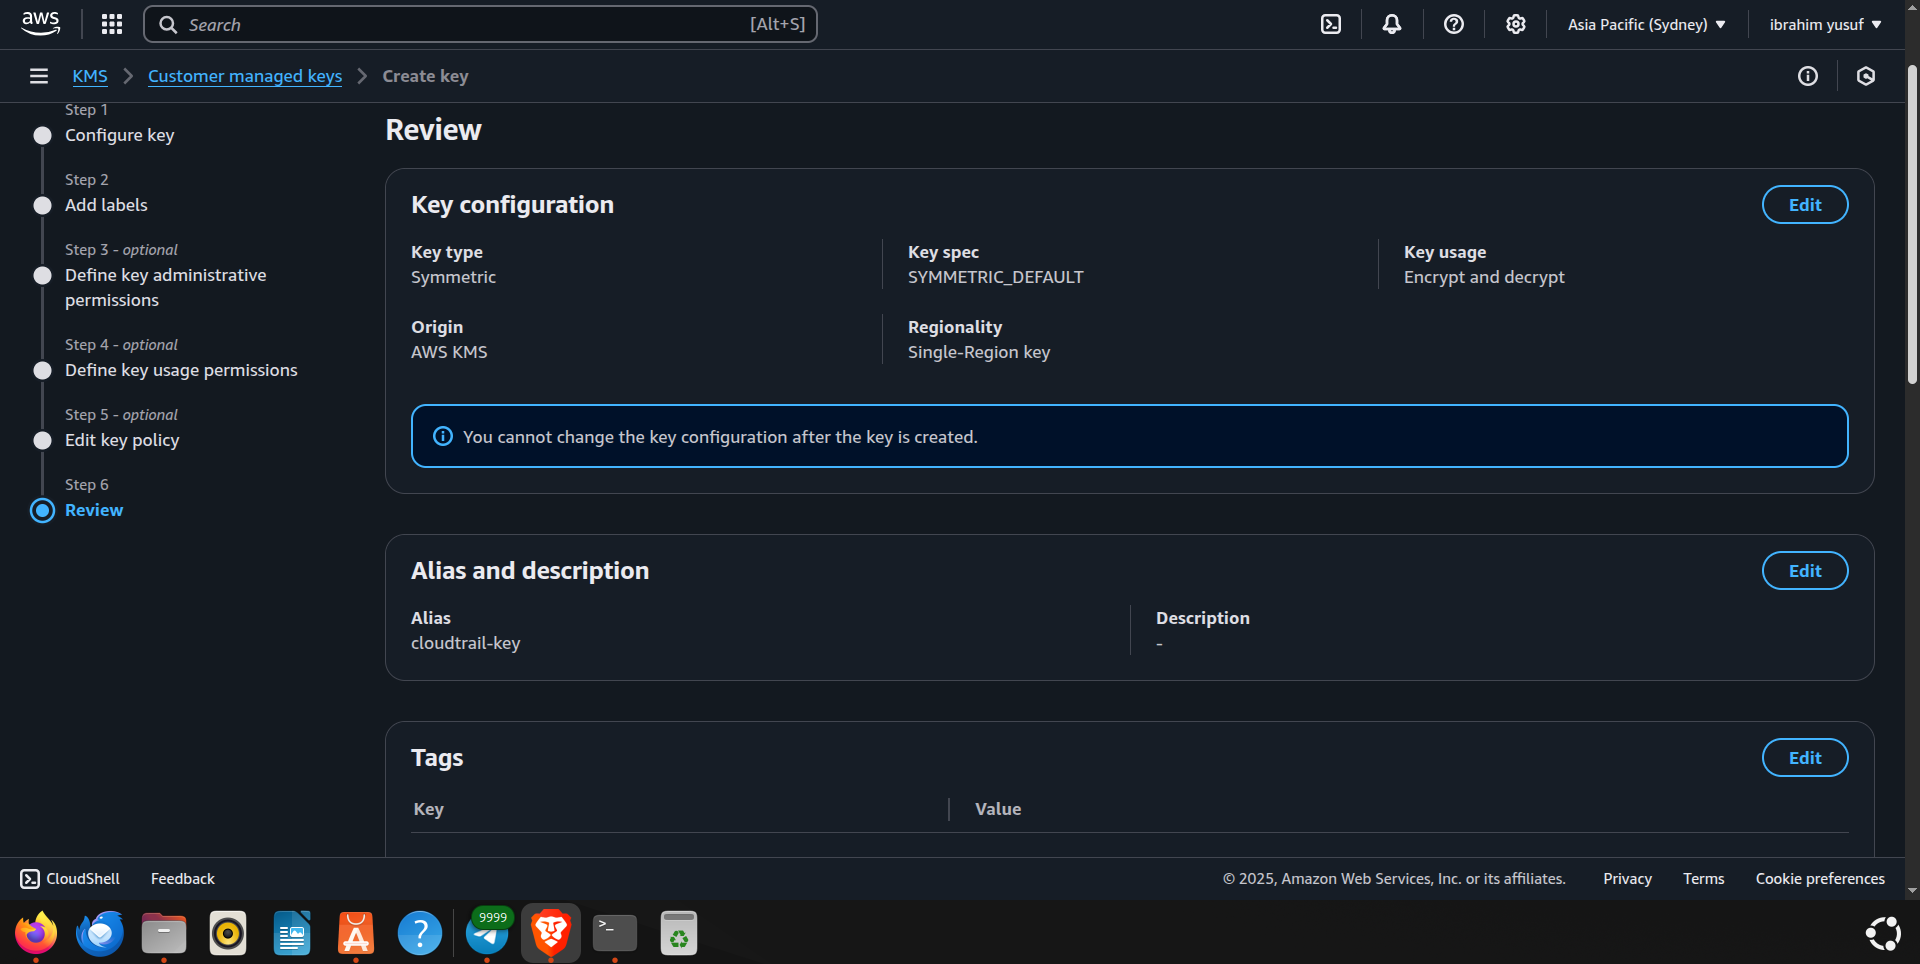 aws
Search [Alt+S]
Asia Pacific (Sydney)
ibrahim yusuf
KMS
Customer managed keys
Create key
Step 1
Configure key
Step 2
Add labels
Step 3 - optional
Define key administrative
permissions
Step 4 - optional
Define key usage permissions
Step 5 - optional
Edit key policy
Step 6
Review
Review
Key configuration
Edit
Key type
Symmetric
Key spec
SYMMETRIC_DEFAULT
Key usage
Encrypt and decrypt
Origin
AWS KMS
Regionality
Single-Region key
You cannot change the key configuration after the key is created.
Alias and description
Edit
Alias
cloudtrail-key
Description
-
Tags
Edit
Key
Value
CloudShell
Feedback
© 2025, Amazon Web Services, Inc. or its affiliates.
Privacy
Terms
Cookie preferences
9999